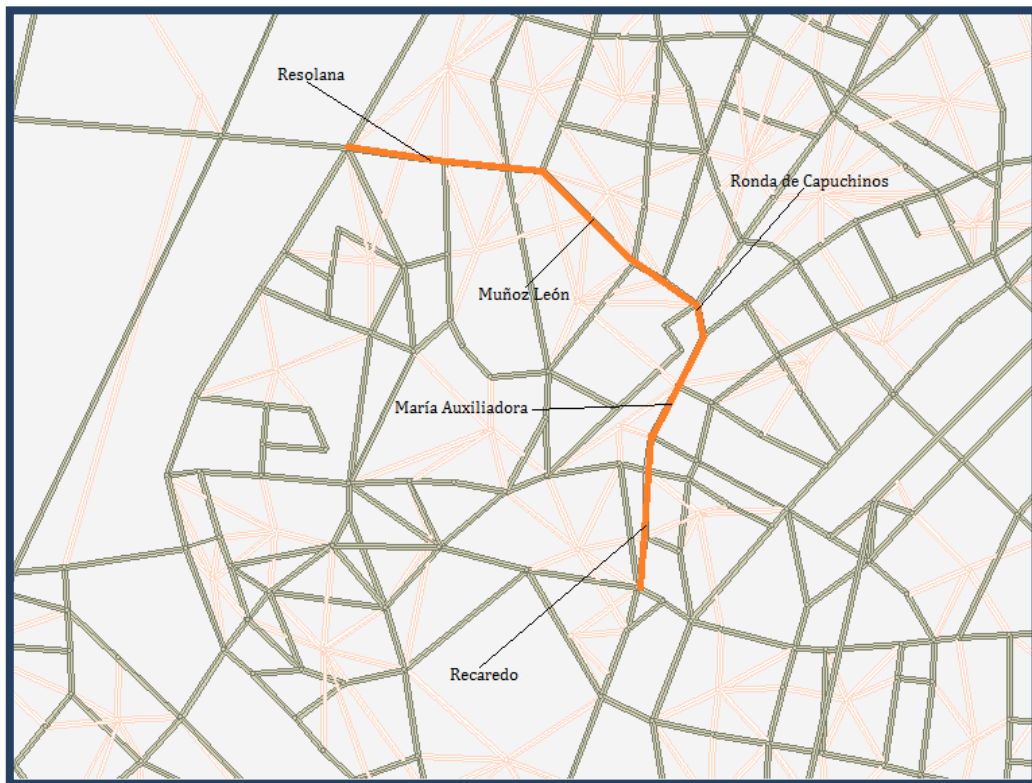 Resolana
Ronda de Capuchinos
Muñoz León
María Auxiliadora
Recaredo